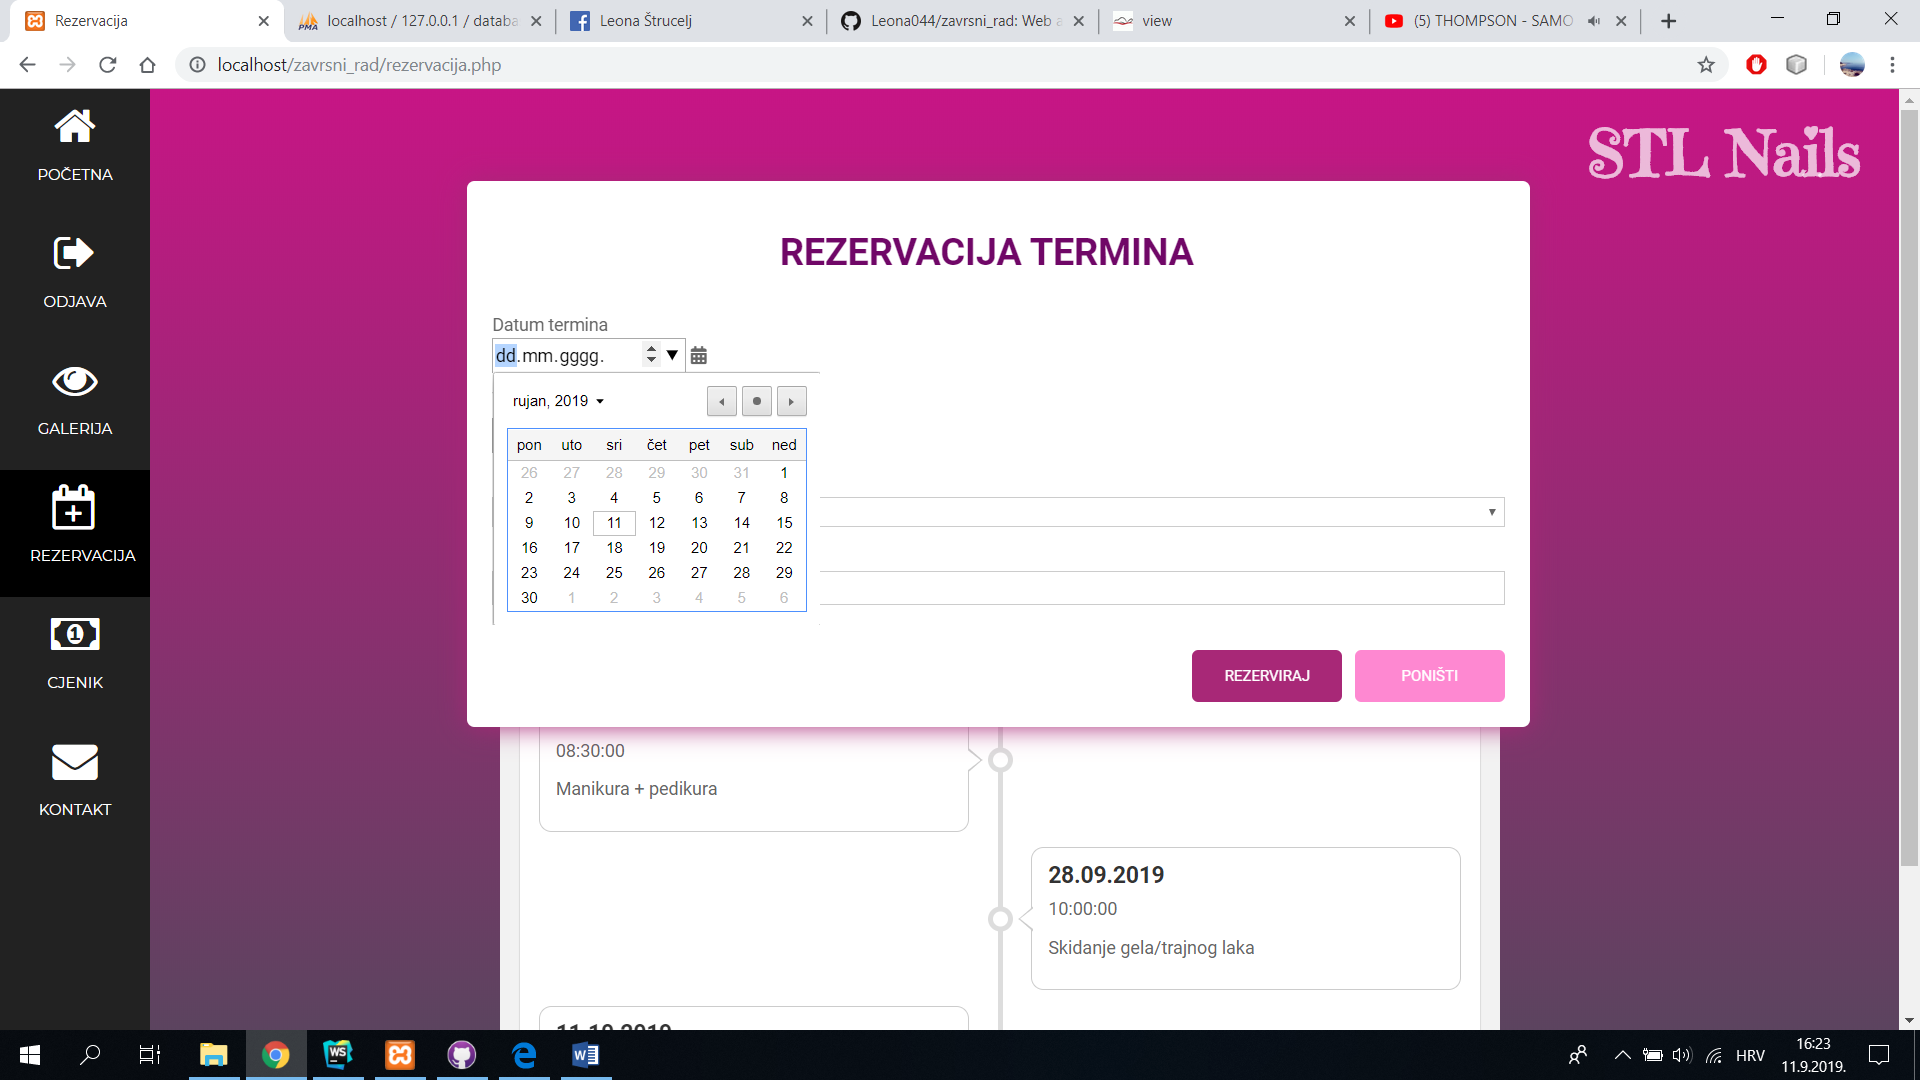 Rezervacija
localhost / 127.0.0.1 / databa
Leona Štrucelj
Leona044/zavrsni_rad: Web a
view
(5) THOMPSON - SAMO
localhost/zavrsni_rad/rezervacija.php
POČETNA
ODJAVA
GALERIJA
REZERVACIJA
CJENIK
KONTAKT
STL Nails
REZERVACIJA TERMINA
Datum termina
dd.mm.gggg.
rujan, 2019
pon uto sri čet pet sub ned
26 27 28 29 30 31 1
2 3 4 5 6 7 8
9 10 11 12 13 14 15
16 17 18 19 20 21 22
23 24 25 26 27 28 29
30 1 2 3 4 5 6
REZERVIRAJ PONIŠTI
08:30:00
Manikura + pedikura
28.09.2019
10:00:00
Skidanje gela/trajnog laka
11.10.2019
WS
HRV
16:23
11.9.2019.